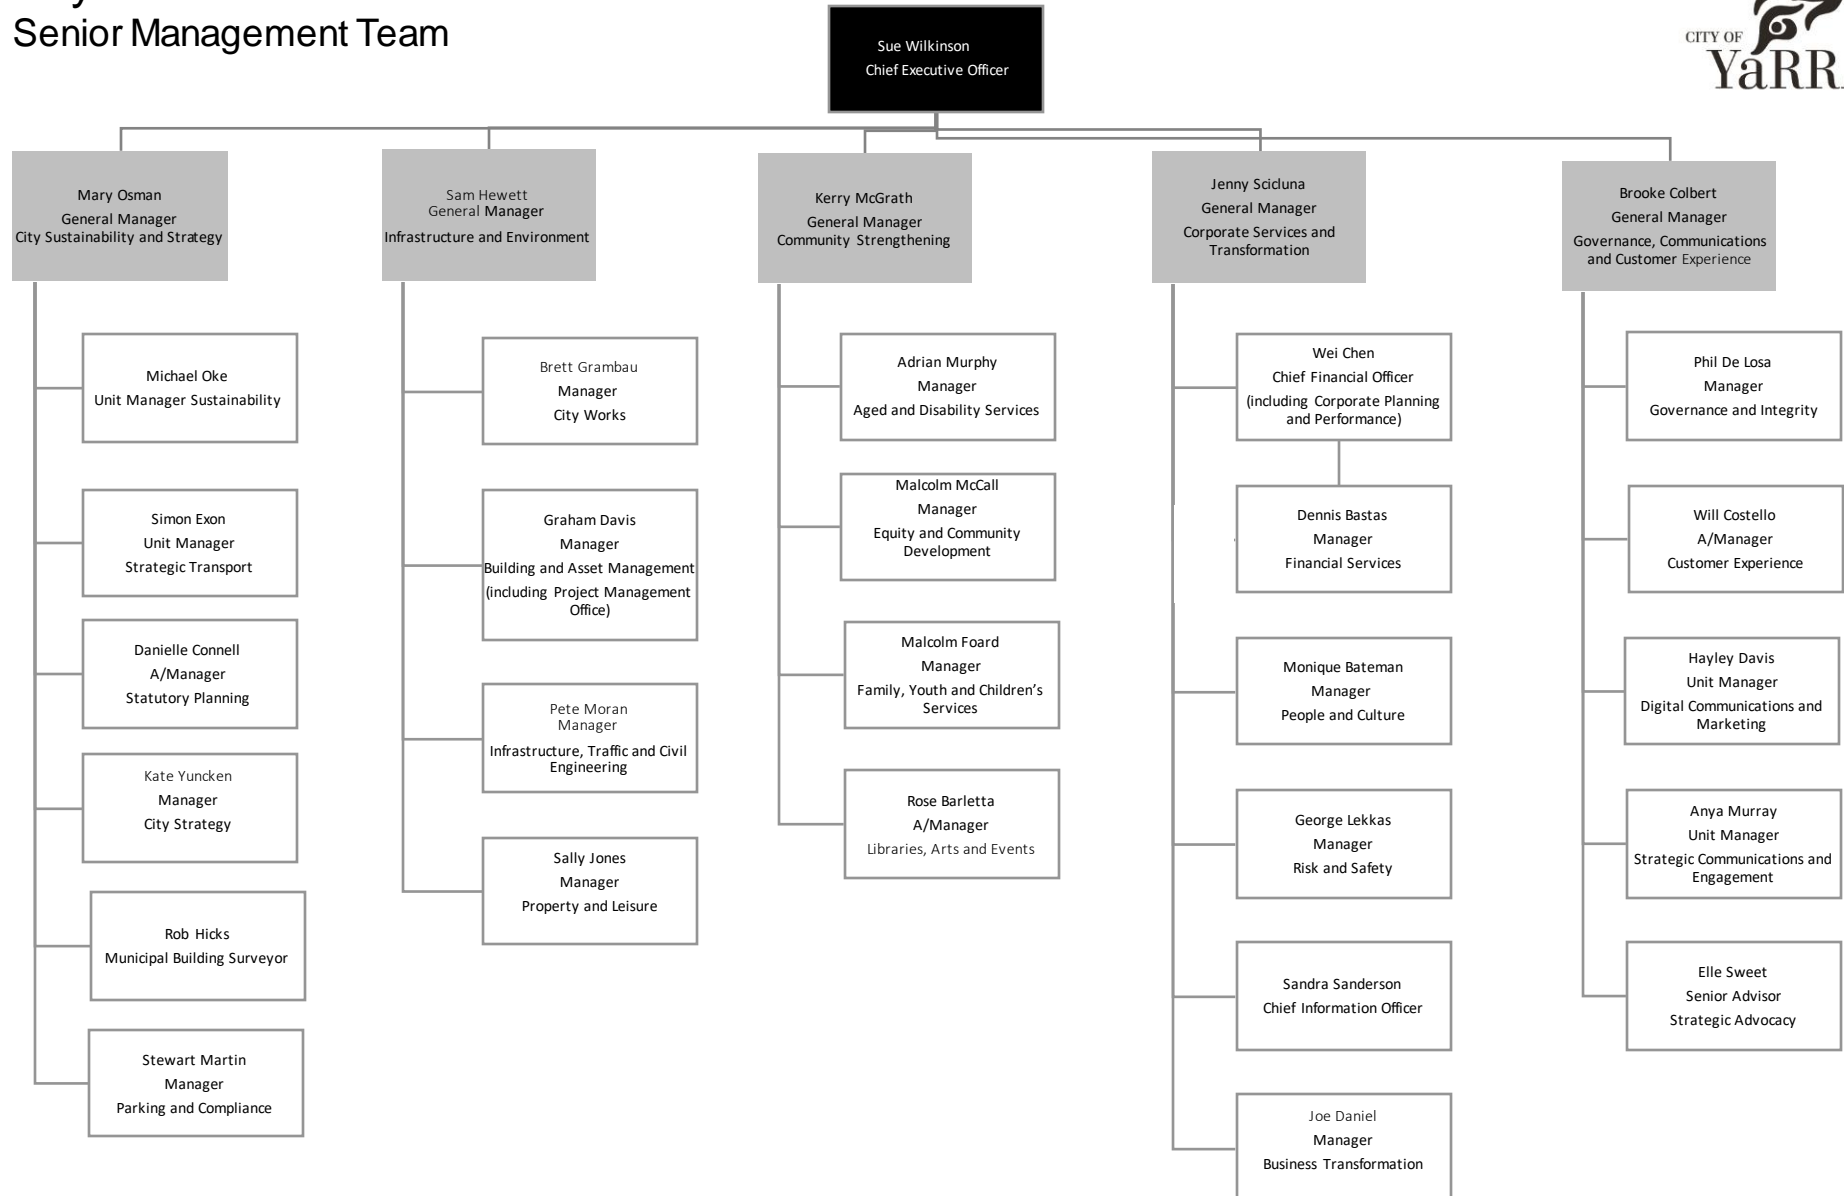 Senior Management Team
CITY OF
YaRR
Sue Wilkinson
Chief Executive Officer
Mary Osman
General Manager
City Sustainability and Strategy
Michael Oke
Unit Manager Sustainability
Simon Exon
Unit Manager
Strategic Transport
Danielle Connell
A/Manager
Statutory Planning
Kate Yuncken
Manager
City Strategy
Rob Hicks
Municipal Building Surveyor
Stewart Martin
Manager
Parking and Compliance
Sam Hewett
General Manager
Infrastructure and Environment
Brett Grambau
Manager
City Works
Graham Davis
Manager
Building and Asset Management
(including Project Management
Office)
Pete Moran
Manager
Infrastructure, Traffic and Civil
Engineering
Sally Jones
Manager
Property and Leisure
Kerry McGrath
General Manager
Community Strengthening
Adrian Murphy
Manager
Aged and Disability Services
Malcolm McCall
Manager
Equity and Community
Development
Malcolm Foard
Manager
Family, Youth and Children’s
Services
Rose Barletta
A/Manager
Libraries, Arts and Events
Jenny Scicluna
General Manager
Corporate Services and
Transformation
Wei Chen
Chief Financial Officer
(including Corporate Planning
and Performance)
Dennis Bastas
Manager
Financial Services
Monique Bateman
Manager
People and Culture
George Lekkas
Manager
Risk and Safety
Sandra Sanderson
Chief Information Officer
Joe Daniel
Manager
Business Transformation
Brooke Colbert
General Manager
Governance, Communications
and Customer Experience
Phil De Losa
Manager
Governance and Integrity
Will Costello
A/Manager
Customer Experience
Hayley Davis
Unit Manager
Digital Communications and
Marketing
Anya Murray
Unit Manager
Strategic Communications and
Engagement
Elle Sweet
Senior Advisor
Strategic Advocacy